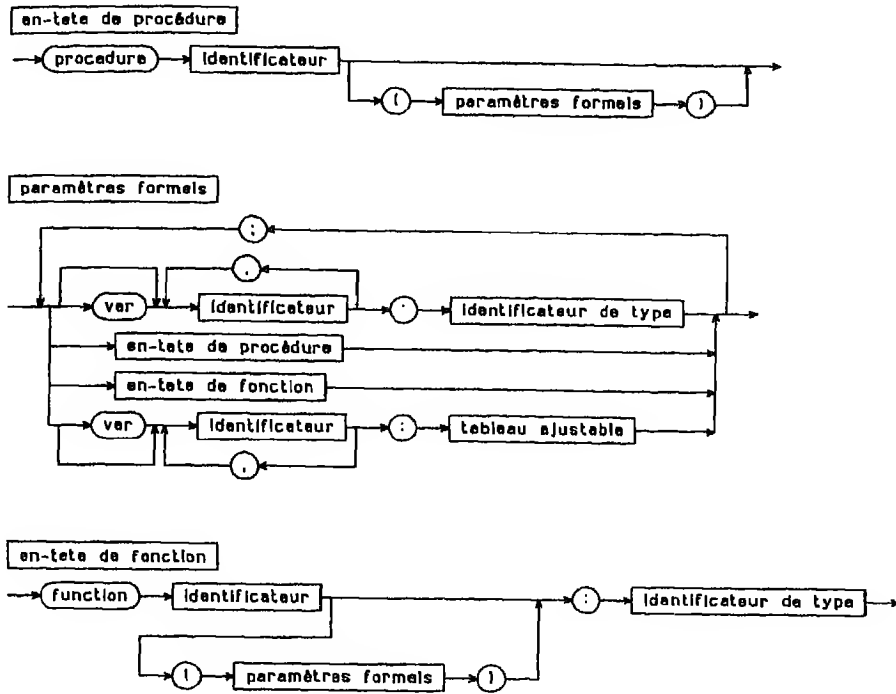 en-tete de procédure
procedure identificateur
( paramètres formels )
paramètres formels
;
,
var identificateur : identificateur de type
en-tete de procédure
en-tete de fonction
var identificateur : tableau ajustable
,
en-tete de fonction
function identificateur : identificateur de type
( paramètres formels )